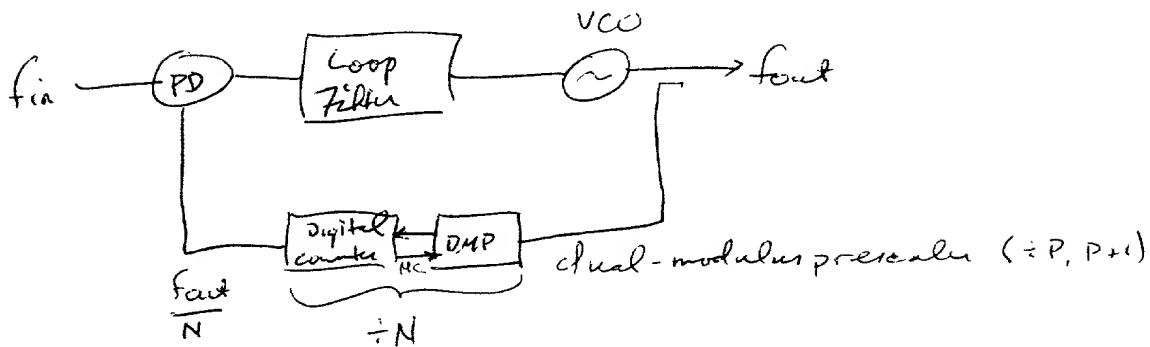 VCO
fin
PD
Loop
Filter
~
fout
Digital
counter
MC
DMP
dual-modulus prescaler (÷P, P+1)
fout
N
÷N